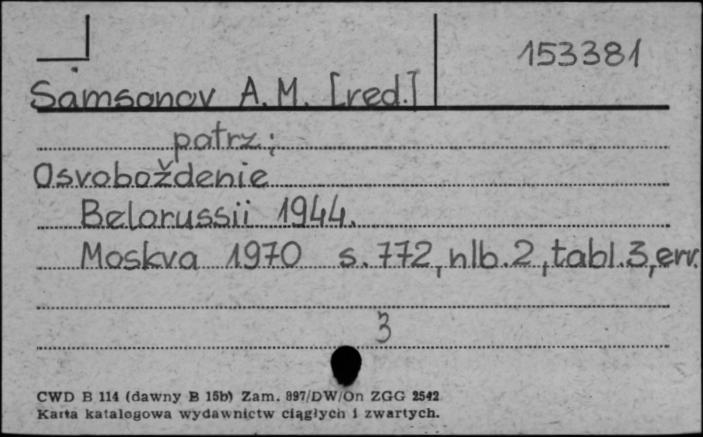 153381
Samsonov A.M. [red.]
patrz:
Osvoboždenie
Belorussii 1944.
Moskva 1970 s.772, nlb.2, tabl.3, err.
3
CWD B 114 (dawny B 15b) Zam. 897/DW/On ZGG 2542
Karta katalogowa wydawnictw ciągłych i zwartych.